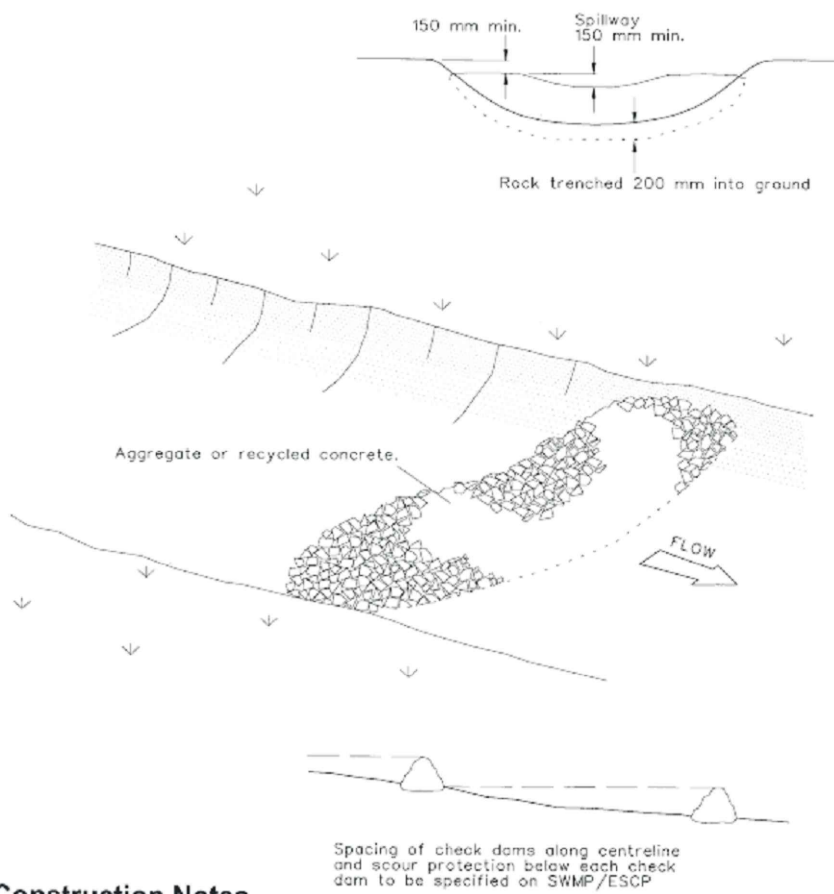 150 mm min.
Spillway
150 mm min.
Rock trenched 200 mm into ground
Aggregate or recycled concrete.
FLOW
Spacing of check dams along centreline
and scour protection below each check
dam to be specified on SWMP/ESCP
Construction Notes